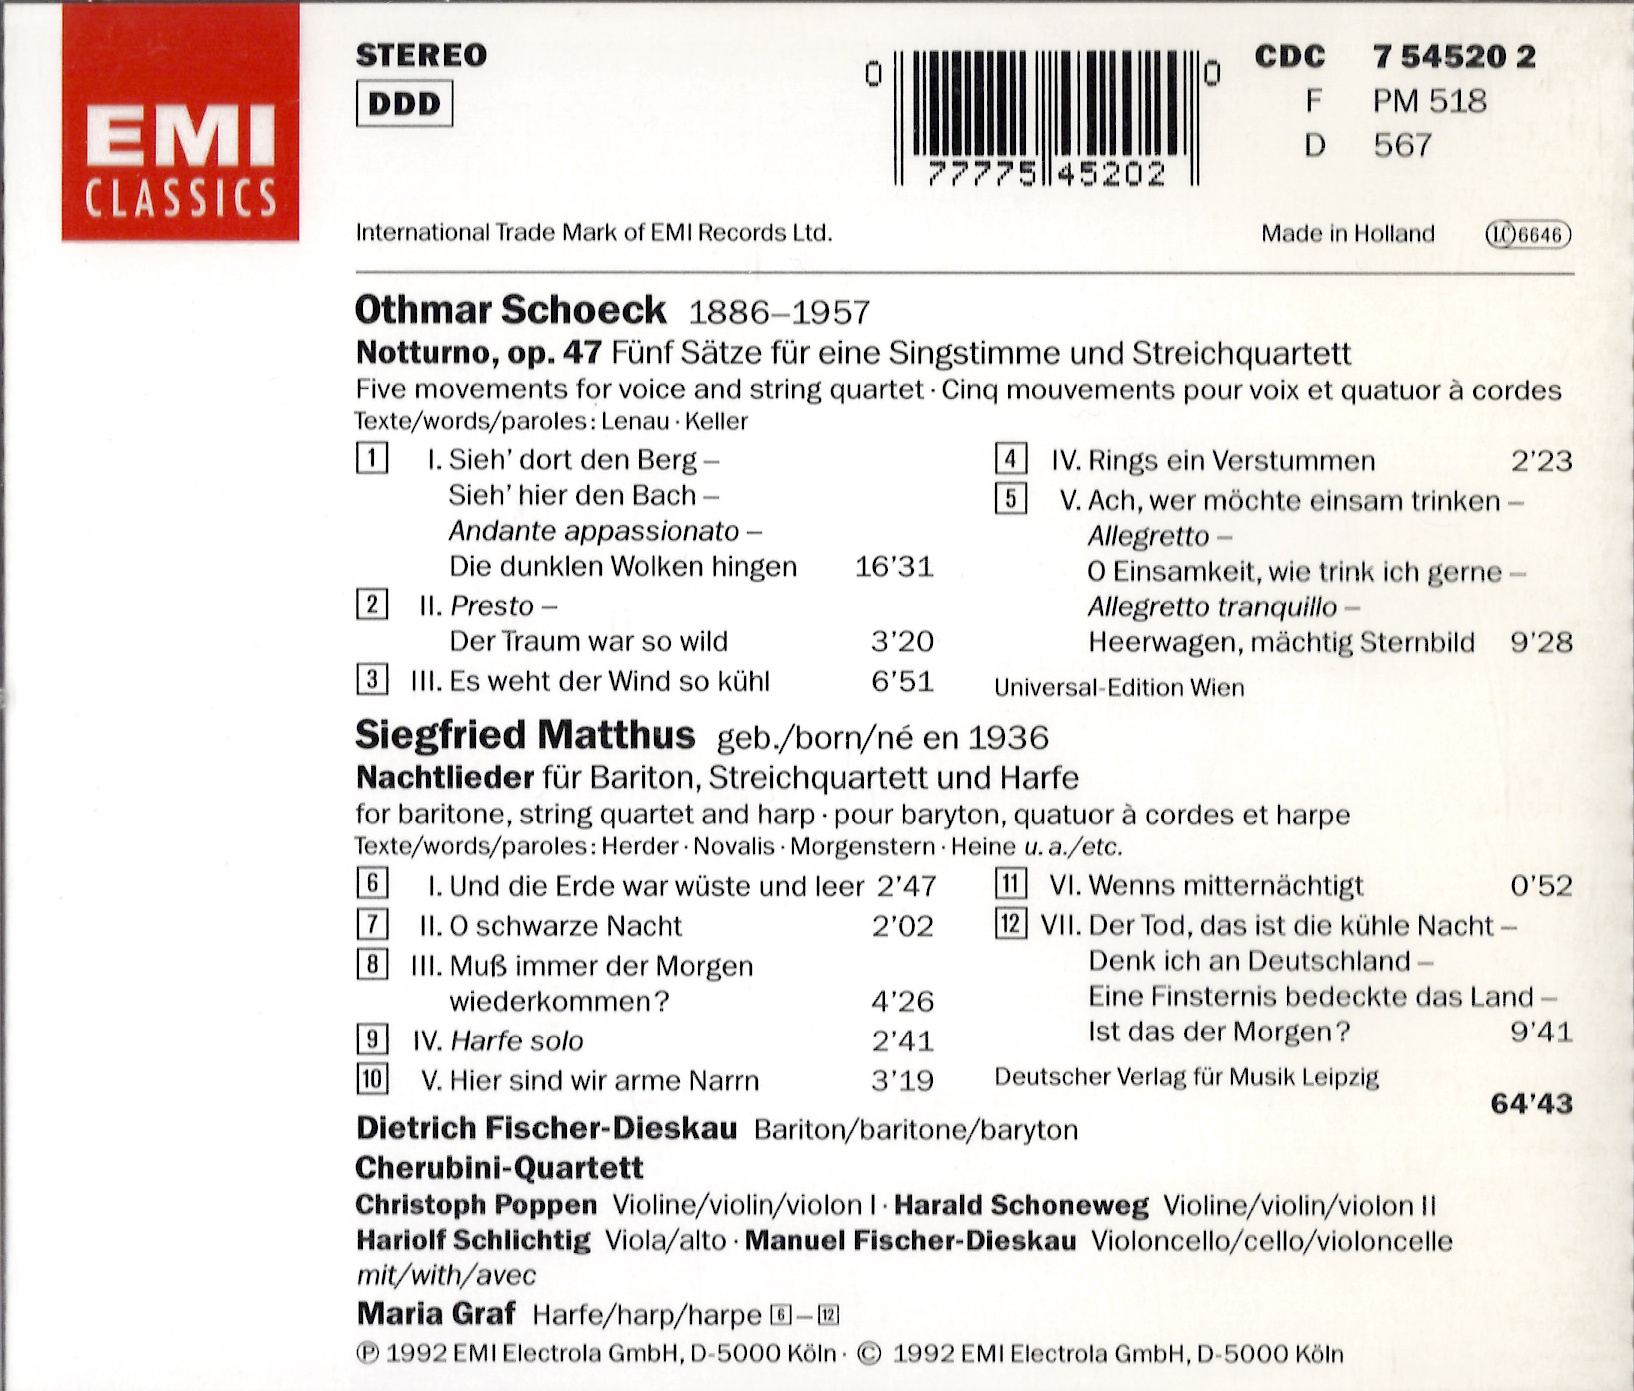 EMI
CLASSICS
STEREO
DDD
0 77775 45202 0
CDC 7 54520 2
F PM 518
D 567
International Trade Mark of EMI Records Ltd.
Made in Holland LC 6646
Othmar Schoeck 1886–1957
Notturno, op. 47 Fünf Sätze für eine Singstimme und Streichquartett
Five movements for voice and string quartet · Cinq mouvements pour voix et quatuor à cordes
Texte/words/paroles: Lenau · Keller
1 I. Sieh' dort den Berg –
Sieh' hier den Bach –
Andante appassionato –
Die dunklen Wolken hingen 16'31
2 II. Presto –
Der Traum war so wild 3'20
3 III. Es weht der Wind so kühl 6'51
4 IV. Rings ein Verstummen 2'23
5 V. Ach, wer möchte einsam trinken –
Allegretto –
O Einsamkeit, wie trink ich gerne –
Allegretto tranquillo –
Heerwagen, mächtig Sternbild 9'28
Universal-Edition Wien
Siegfried Matthus geb./born/né en 1936
Nachtlieder für Bariton, Streichquartett und Harfe
for baritone, string quartet and harp · pour baryton, quatuor à cordes et harpe
Texte/words/paroles: Herder · Novalis · Morgenstern · Heine u. a./etc.
6 I. Und die Erde war wüste und leer 2'47
7 II. O schwarze Nacht 2'02
8 III. Muß immer der Morgen
wiederkommen? 4'26
9 IV. Harfe solo 2'41
10 V. Hier sind wir arme Narrn 3'19
11 VI. Wenns mitternächtigt 0'52
12 VII. Der Tod, das ist die kühle Nacht –
Denk ich an Deutschland –
Eine Finsternis bedeckte das Land –
Ist das der Morgen? 9'41
Deutscher Verlag für Musik Leipzig
64'43
Dietrich Fischer-Dieskau Bariton/baritone/baryton
Cherubini-Quartett
Christoph Poppen Violine/violin/violon I · Harald Schoneweg Violine/violin/violon II
Hariolf Schlichtig Viola/alto · Manuel Fischer-Dieskau Violoncello/cello/violoncelle
mit/with/avec
Maria Graf Harfe/harp/harpe 6 – 12
℗ 1992 EMI Electrola GmbH, D-5000 Köln · © 1992 EMI Electrola GmbH, D-5000 Köln